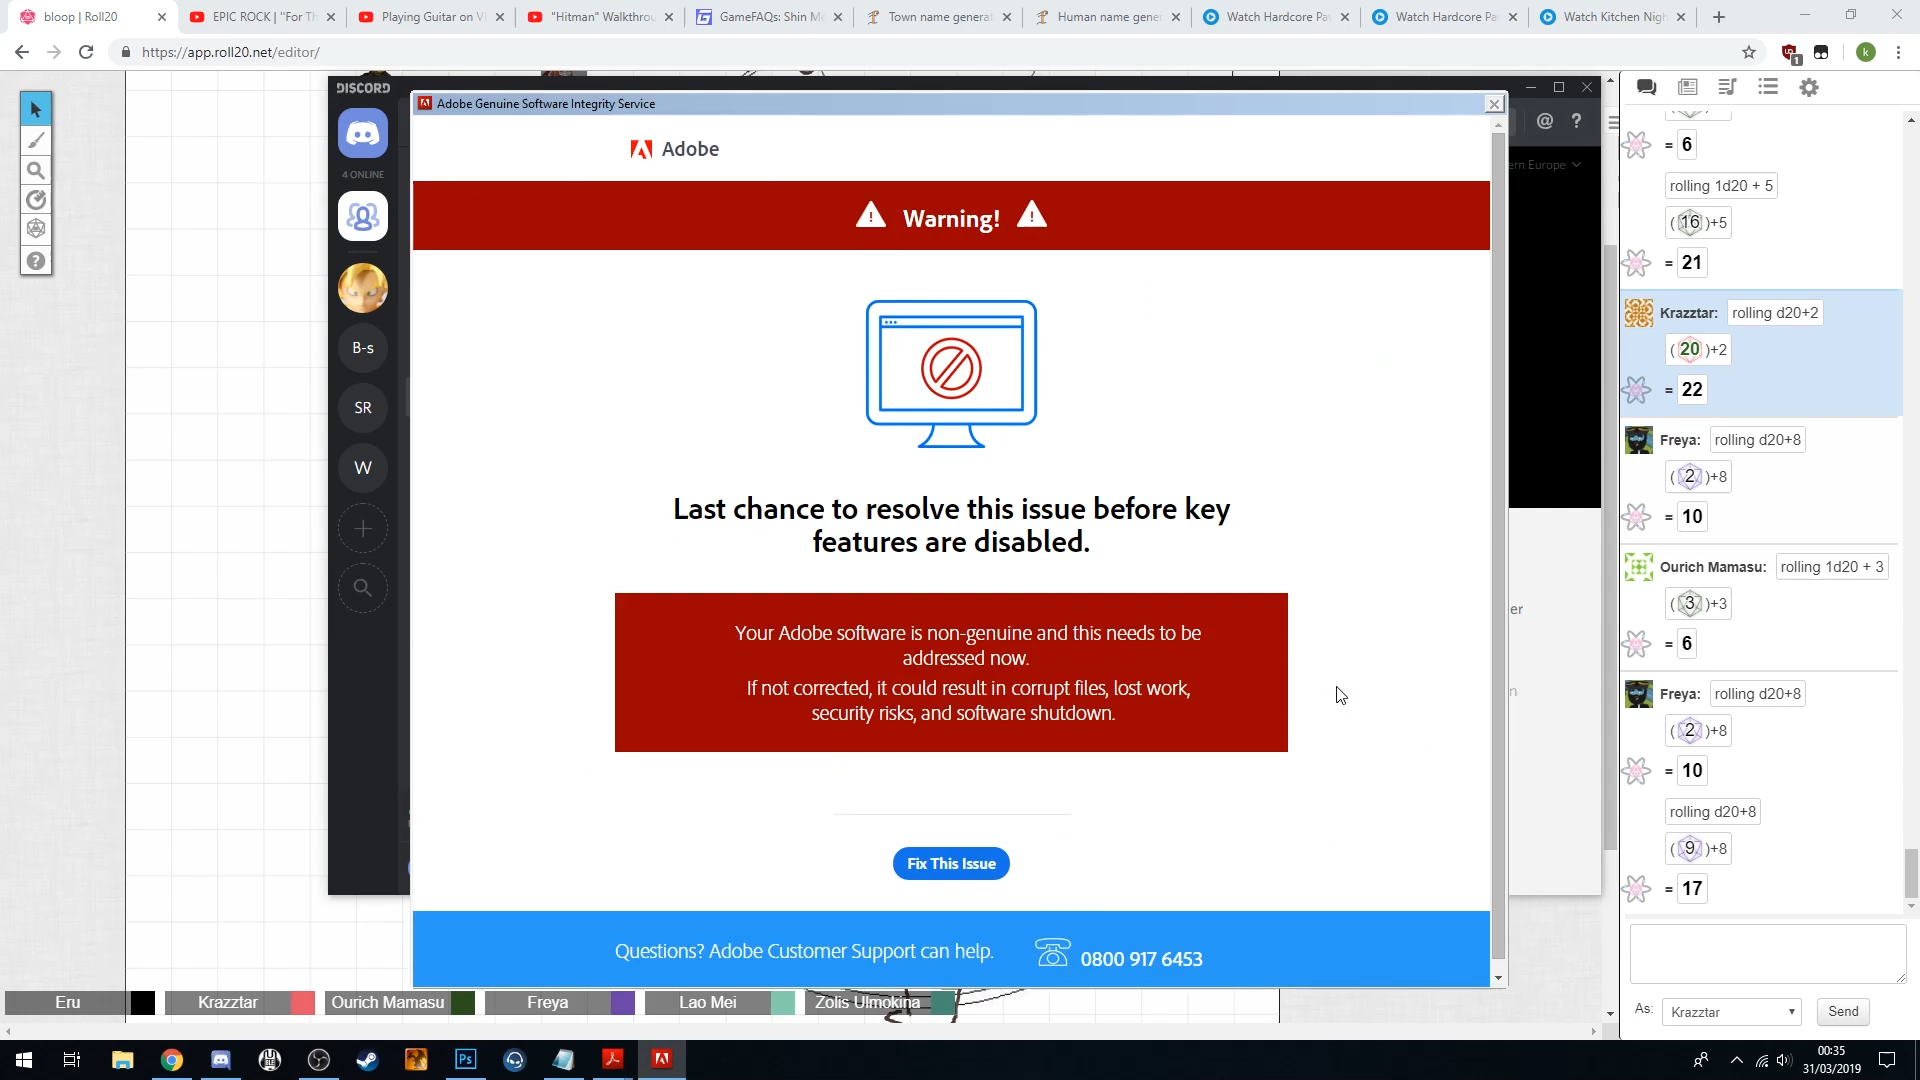 bloop | Roll20
EPIC ROCK | "For Th
Playing Guitar on V
"Hitman" Walkthrou
GameFAQs: Shin M
Town name generat
Human name gene
Watch Hardcore Pa
Watch Hardcore Pa
Watch Kitchen Nigh
https://app.roll20.net/editor/
1
k
DISCORD
4 ONLINE
B-s
SR
W
Adobe Genuine Software Integrity Service
Adobe
Warning!
Last chance to resolve this issue before key
features are disabled.
Your Adobe software is non-genuine and this needs to be
addressed now.
If not corrected, it could result in corrupt files, lost work,
security risks, and software shutdown.
Fix This Issue
Questions? Adobe Customer Support can help.
0800 917 6453
ern Europe
er
n
= 6
rolling 1d20 + 5
(16)+5
= 21
Krazztar: rolling d20+2
(20)+2
= 22
Freya: rolling d20+8
(2)+8
= 10
Ourich Mamasu: rolling 1d20 + 3
(3)+3
= 6
Freya: rolling d20+8
(2)+8
= 10
rolling d20+8
(9)+8
= 17
As: Krazztar
Send
Eru
Krazztar
Ourich Mamasu
Freya
Lao Mei
Zolis Ulmokina
Ps
00:35
31/03/2019